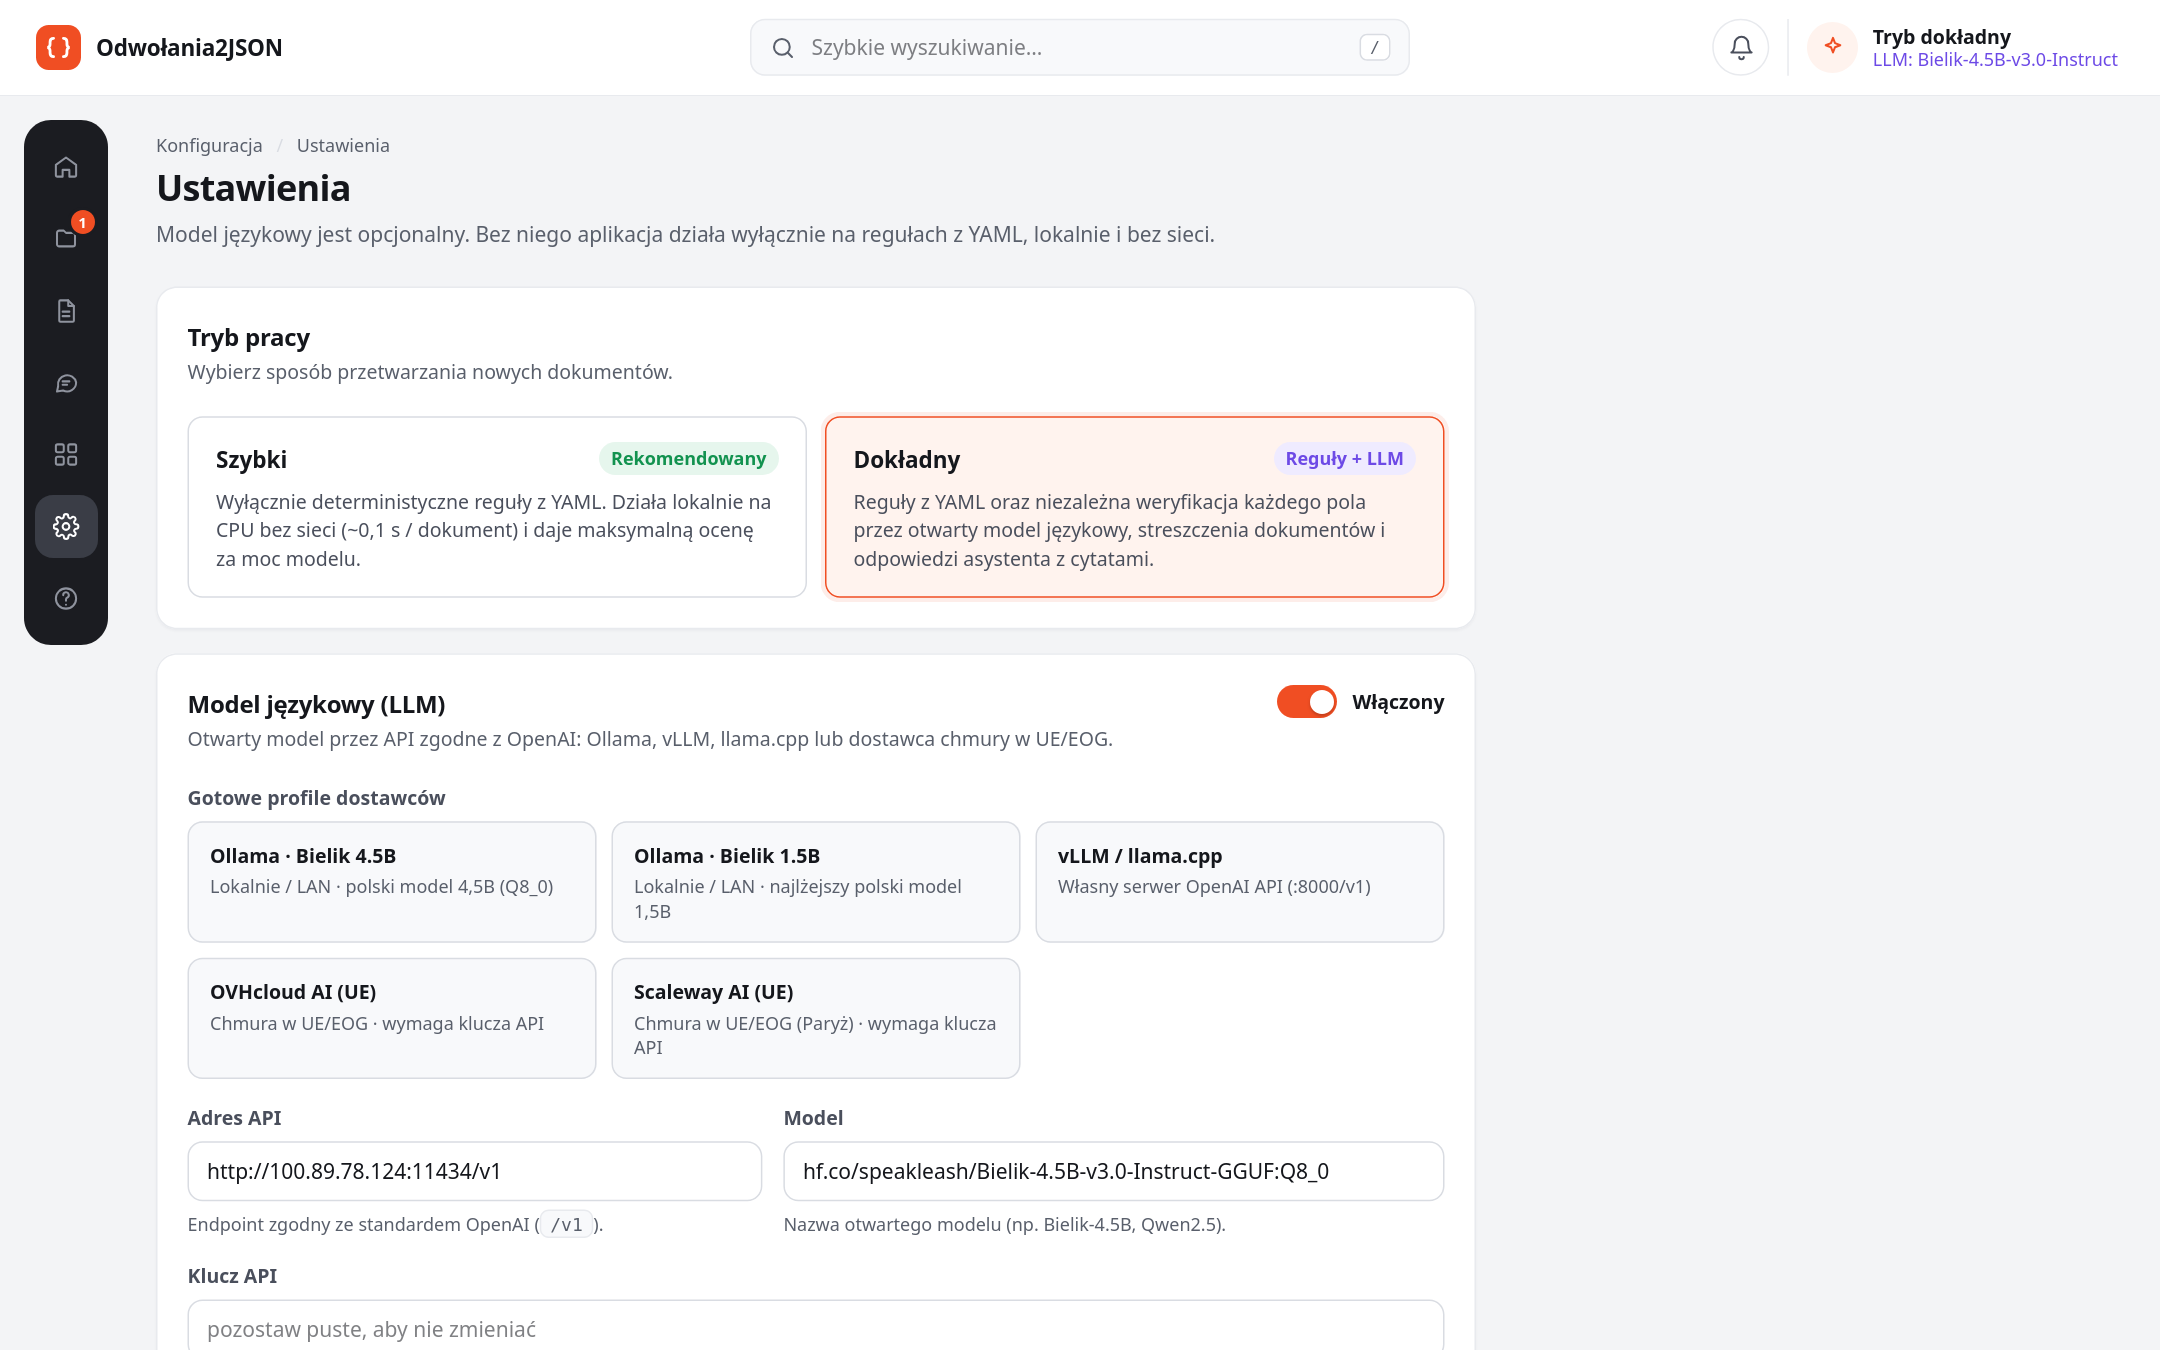 { } Odwołania2JSON
Szybkie wyszukiwanie... /
Tryb dokładny
LLM: Bielik-4.5B-v3.0-Instruct
1
Konfiguracja / Ustawienia
Ustawienia
Model językowy jest opcjonalny. Bez niego aplikacja działa wyłącznie na regułach z YAML, lokalnie i bez sieci.
Tryb pracy
Wybierz sposób przetwarzania nowych dokumentów.
Szybki Rekomendowany
Wyłącznie deterministyczne reguły z YAML. Działa lokalnie na
CPU bez sieci (~0,1 s / dokument) i daje maksymalną ocenę
za moc modelu.
Dokładny Reguły + LLM
Reguły z YAML oraz niezależna weryfikacja każdego pola
przez otwarty model językowy, streszczenia dokumentów i
odpowiedzi asystenta z cytatami.
Model językowy (LLM) Włączony
Otwarty model przez API zgodne z OpenAI: Ollama, vLLM, llama.cpp lub dostawca chmury w UE/EOG.
Gotowe profile dostawców
Ollama · Bielik 4.5B
Lokalnie / LAN · polski model 4,5B (Q8_0)
Ollama · Bielik 1.5B
Lokalnie / LAN · najlżejszy polski model
1,5B
vLLM / llama.cpp
Własny serwer OpenAI API (:8000/v1)
OVHcloud AI (UE)
Chmura w UE/EOG · wymaga klucza API
Scaleway AI (UE)
Chmura w UE/EOG (Paryż) · wymaga klucza
API
Adres API
http://100.89.78.124:11434/v1
Endpoint zgodny ze standardem OpenAI ( /v1 ).
Model
hf.co/speakleash/Bielik-4.5B-v3.0-Instruct-GGUF:Q8_0
Nazwa otwartego modelu (np. Bielik-4.5B, Qwen2.5).
Klucz API
pozostaw puste, aby nie zmieniać